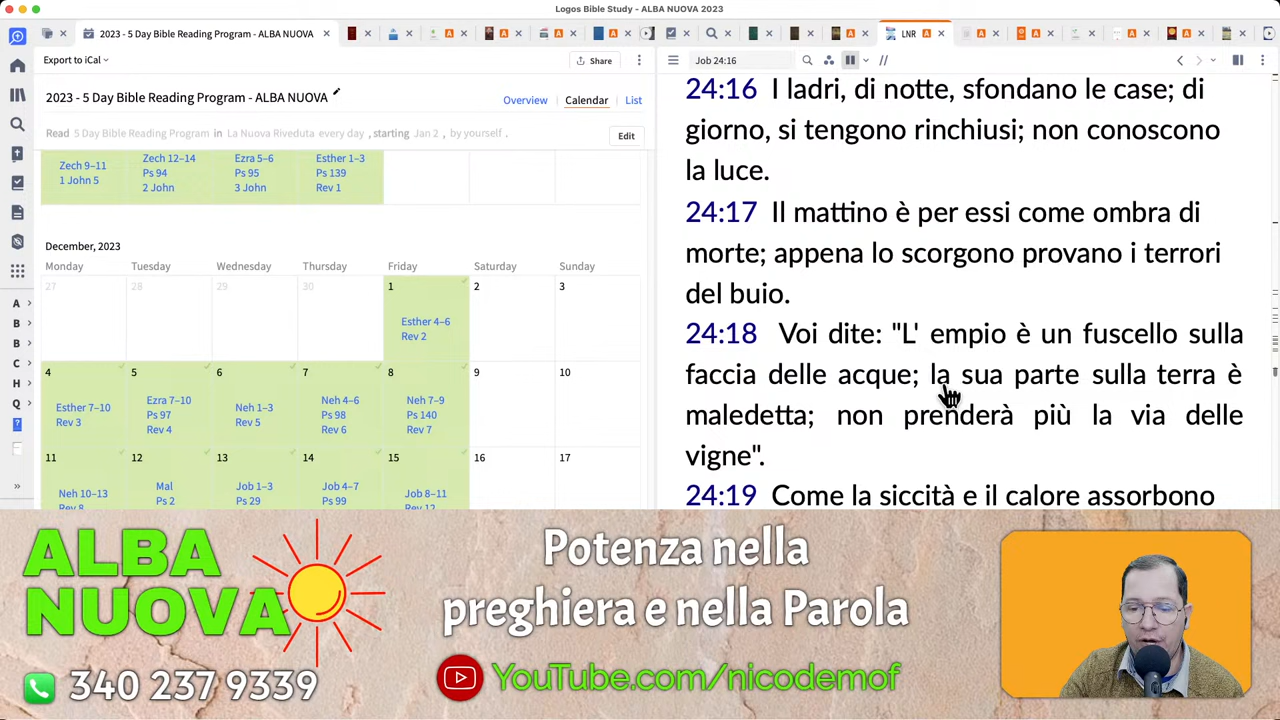 Logos Bible Study - ALBA NUOVA 2023
2023 - 5 Day Bible Reading Program - ALBA NUOVA
LNR
Export to iCal
Share
Job 24:16
2023 - 5 Day Bible Reading Program - ALBA NUOVA
Overview
Calendar
List
Read 5 Day Bible Reading Program in La Nuova Riveduta every day , starting Jan 2 , by yourself .
Edit
Zech 9–11
1 John 5
Zech 12–14
Ps 94
2 John
Ezra 5–6
Ps 95
3 John
Esther 1–3
Ps 139
Rev 1
December, 2023
Monday Tuesday Wednesday Thursday Friday Saturday Sunday
27 28 29 30 1 2 3
Esther 4–6
Rev 2
4 5 6 7 8 9 10
Esther 7–10
Rev 3
Ezra 7–10
Ps 97
Rev 4
Neh 1–3
Rev 5
Neh 4–6
Ps 98
Rev 6
Neh 7–9
Ps 140
Rev 7
11 12 13 14 15 16 17
Neh 10–13
Rev 8
Mal
Ps 2
Job 1–3
Ps 29
Job 4–7
Ps 99
Job 8–11
Rev 12
A
B
B
C
H
Q
24:16 I ladri, di notte, sfondano le case; di
giorno, si tengono rinchiusi; non conoscono
la luce.
24:17 Il mattino è per essi come ombra di
morte; appena lo scorgono provano i terrori
del buio.
24:18 Voi dite: "L' empio è un fuscello sulla
faccia delle acque; la sua parte sulla terra è
maledetta; non prenderà più la via delle
vigne".
24:19 Come la siccità e il calore assorbono
ALBA
NUOVA
340 237 9339
Potenza nella
preghiera e nella Parola
YouTube.com/nicodemof